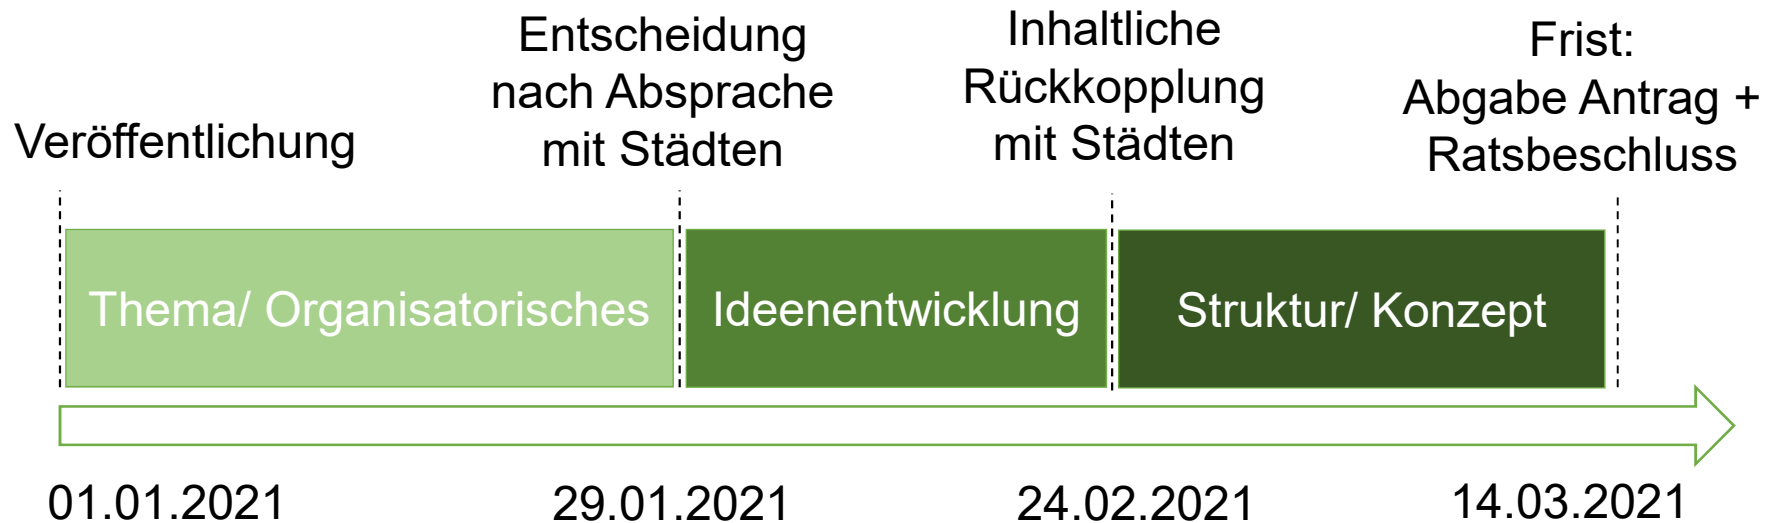 Veröffentlichung
Entscheidung
nach Absprache
mit Städten
Inhaltliche
Rückkopplung
mit Städten
Frist:
Abgabe Antrag +
Ratsbeschluss
Thema/ Organisatorisches
Ideenentwicklung
Struktur/ Konzept
01.01.2021
29.01.2021
24.02.2021
14.03.2021